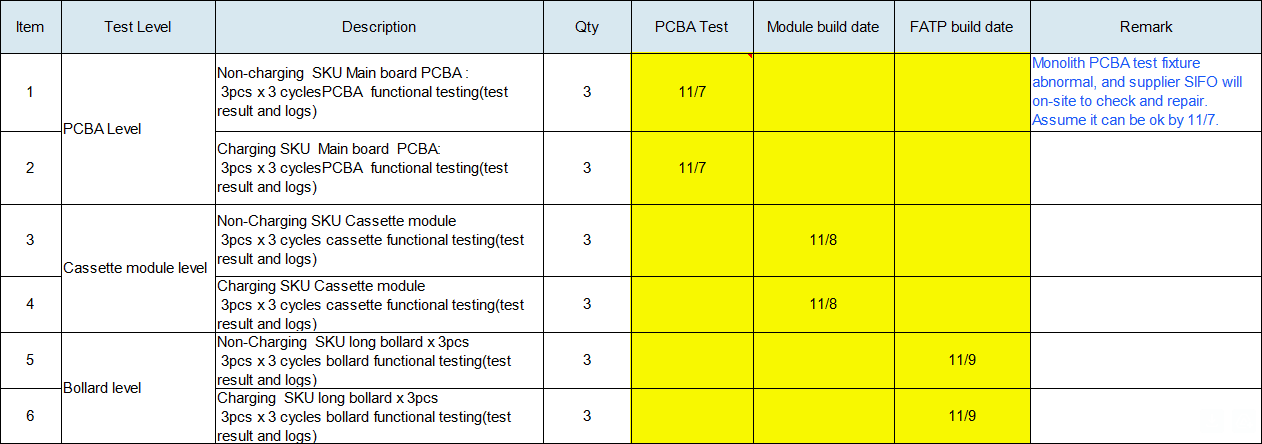 Item Test Level Description Qty PCBA Test Module build date FATP build date Remark
1
PCBA Level
Non-charging  SKU Main board PCBA :
3pcs x 3 cyclesPCBA  functional testing(test
result and logs)
3
11/7
Monolith PCBA test fixture
abnormal, and supplier SIFO will
on-site to check and repair.
Assume it can be ok by 11/7.
2
Charging SKU  Main board  PCBA:
3pcs x 3 cyclesPCBA  functional testing(test
result and logs)
3
11/7
3
Cassette module level
Non-Charging SKU Cassette module
3pcs x 3 cycles cassette functional testing(test
result and logs)
3
11/8
4
Charging SKU Cassette module
3pcs x 3 cycles cassette functional testing(test
result and logs)
3
11/8
5
Bollard level
Non-Charging  SKU long bollard x 3pcs
3pcs x 3 cycles bollard functional testing(test
result and logs)
3
11/9
6
Charging  SKU long bollard x 3pcs
3pcs x 3 cycles bollard functional testing(test
result and logs)
3
11/9